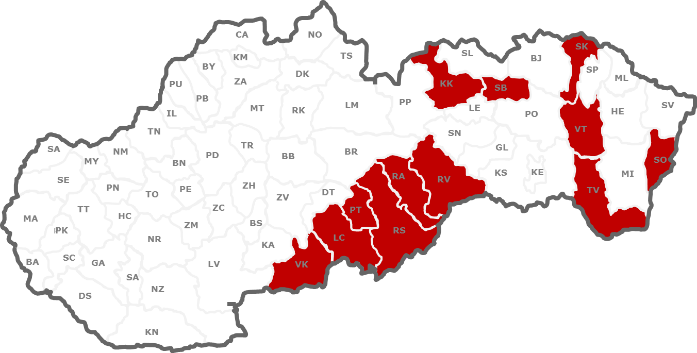 CA
NO
SK
SL
TS
KM
BJ
BY
SP
DK
ML
ZA
PU
KK
SB
PB
PP
LM
SV
MT
LE
RK
HE
IL
PO
VT
TN
SN
TR
GL
SA
NM
BR
PD
BB
SO
MY
BN
KS
KE
MI
RA
SE
RV
ZH
PN
PE
TV
TO
DT
ZV
TT
ZC
PT
MA
HC
BS
ZM
PK
RS
NR
LC
KA
SC
GA
BA
LV
VK
SA
NZ
DS
KN